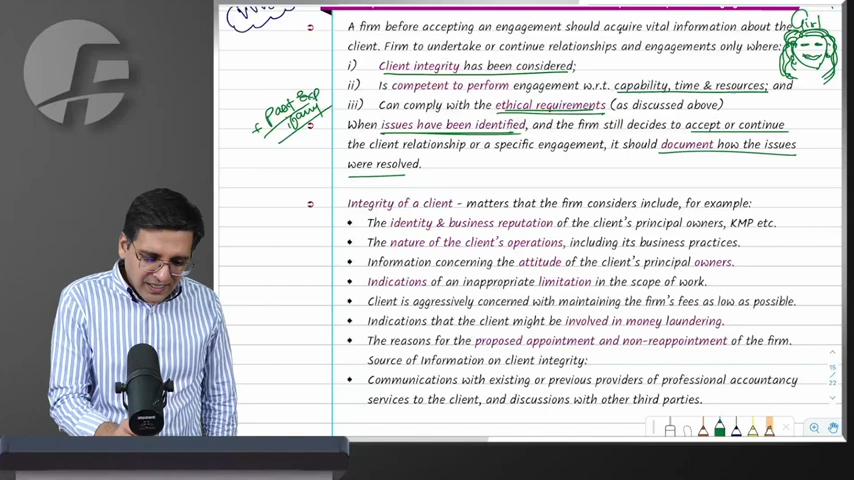 Girl
A firm before accepting an engagement should acquire vital information about the
client. Firm to undertake or continue relationships and engagements only where:
i) Client integrity has been considered;
ii) Is competent to perform engagement w.r.t. capability, time & resources; and
iii) Can comply with the ethical requirements (as discussed above)
+ Past Exp
When issues have been identified, and the firm still decides to accept or continue
the client relationship or a specific engagement, it should document how the issues
were resolved.
Integrity of a client - matters that the firm considers include, for example:
The identity & business reputation of the client's principal owners, KMP etc.
The nature of the client's operations, including its business practices.
Information concerning the attitude of the client's principal owners.
Indications of an inappropriate limitation in the scope of work.
Client is aggressively concerned with maintaining the firm's fees as low as possible.
Indications that the client might be involved in money laundering.
The reasons for the proposed appointment and non-reappointment of the firm.
Source of Information on client integrity:
Communications with existing or previous providers of professional accountancy
services to the client, and discussions with other third parties.
15
/
22